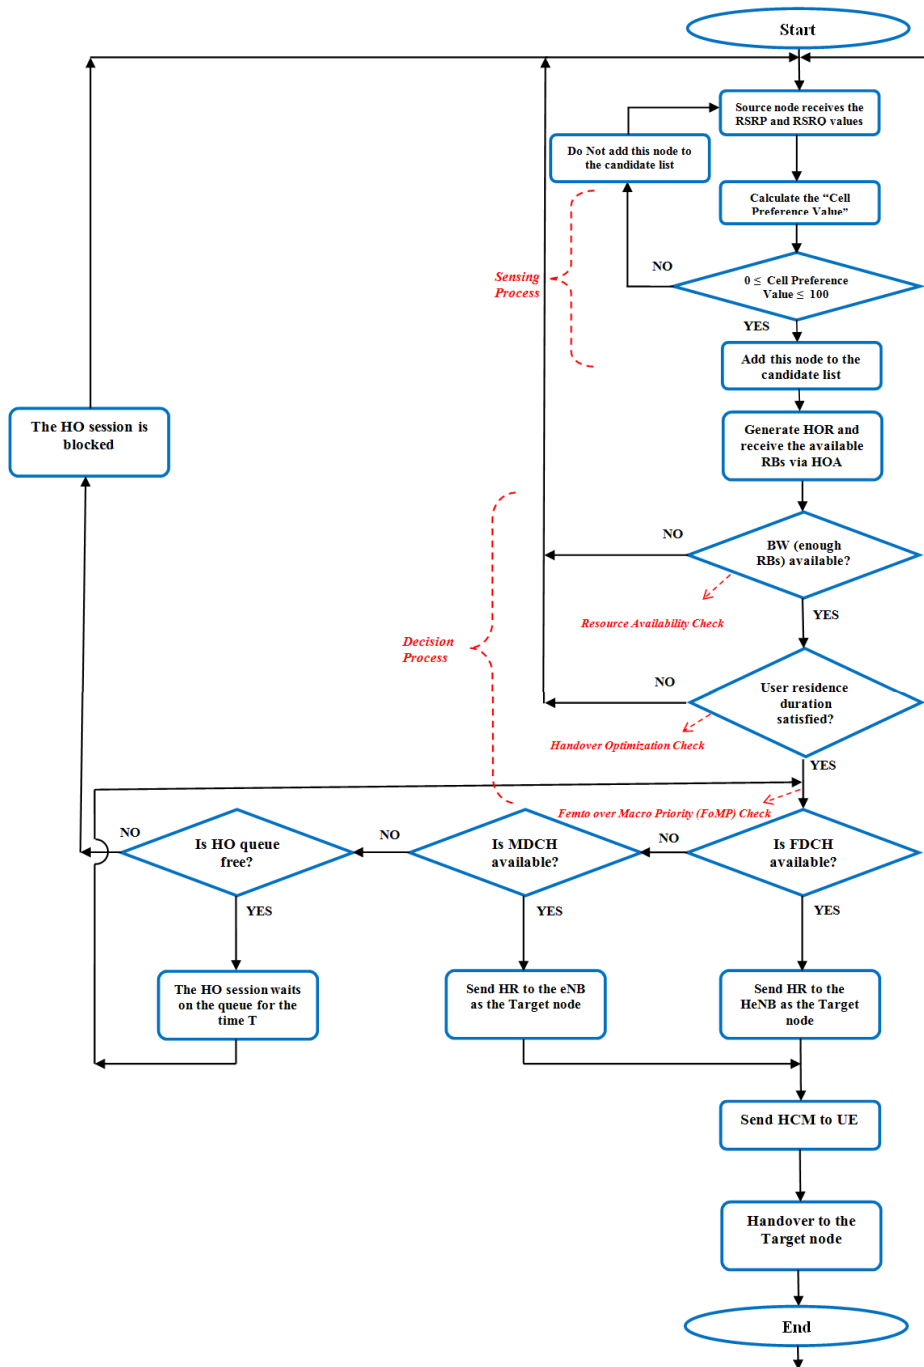 Start
Source node receives the
RSRP and RSRQ values
Do Not add this node to
the candidate list
Calculate the “Cell
Preference Value”
Sensing
Process
NO
0 ≤ Cell Preference
Value ≤ 100
YES
Add this node to the
candidate list
The HO session is
blocked
Generate HOR and
receive the available
RBs via HOA
NO
BW (enough
RBs) available?
Resource Availability Check
YES
Decision
Process
NO
User residence
duration
satisfied?
Handover Optimization Check
YES
Femto over Macro Priority (FoMP) Check
NO
Is HO queue
free?
NO
Is MDCH
available?
NO
Is FDCH
available?
YES
YES
YES
The HO session waits
on the queue for the
time T
Send HR to the eNB
as the Target node
Send HR to the
HeNB as the Target
node
Send HCM to UE
Handover to the
Target node
End